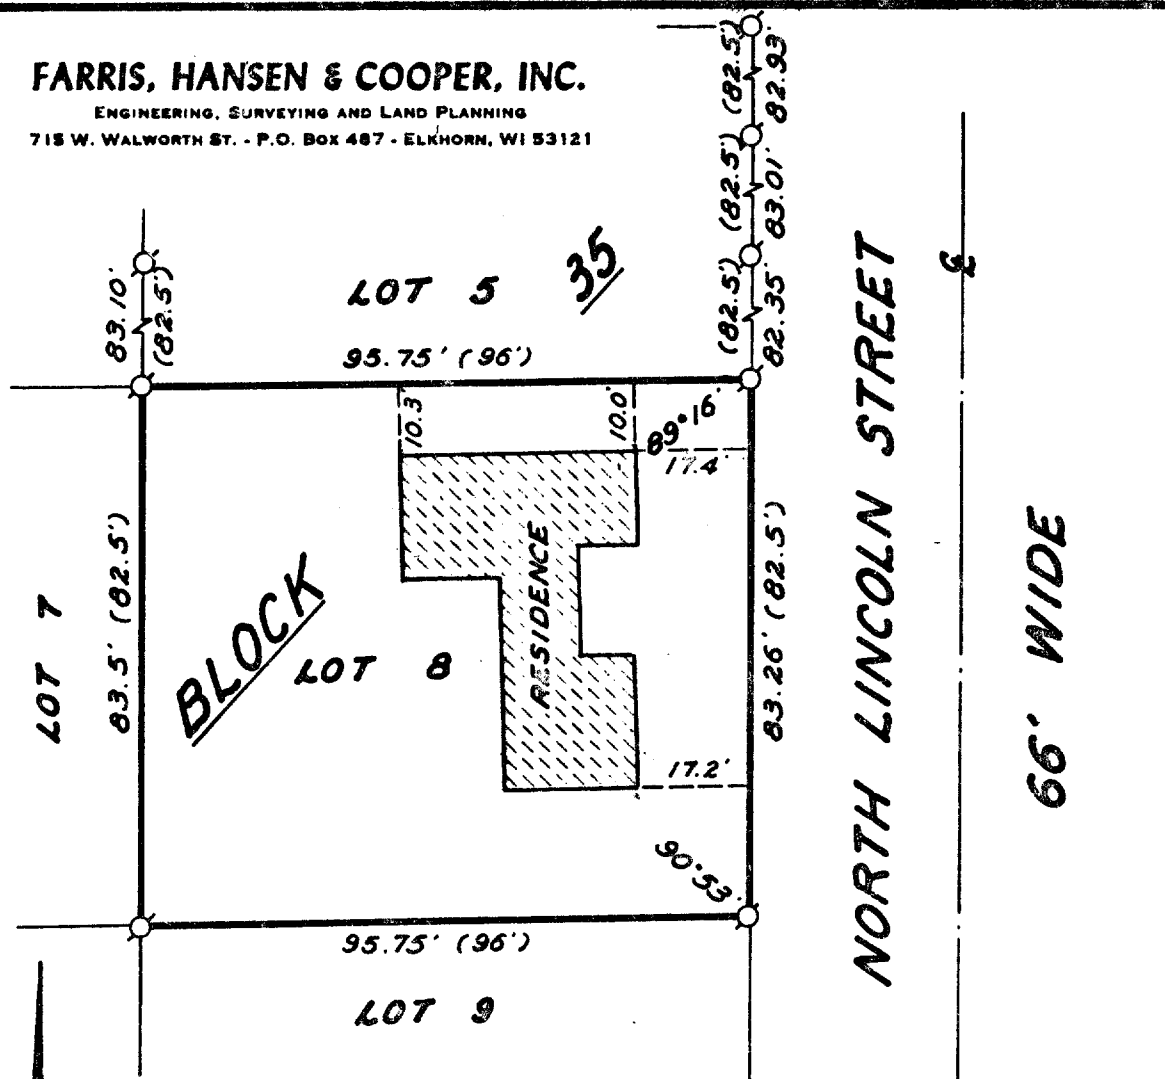 FARRIS, HANSEN & COOPER, INC.
ENGINEERING, SURVEYING AND LAND PLANNING
715 W. WALWORTH ST. - P.O. BOX 487 - ELKHORN, WI 53121
(82.5')
82.93'
(82.5')
83.01'
(82.5')
82.35'
83.10'
(82.5')
LOT 5
35
95.75' (96')
10.3'
10.0'
89°16'
17.4'
LOT 7
83.5' (82.5')
BLOCK
LOT 8
RESIDENCE
83.26' (82.5')
17.2'
90°53'
95.75' (96')
LOT 9
NORTH LINCOLN STREET
℄
66' WIDE